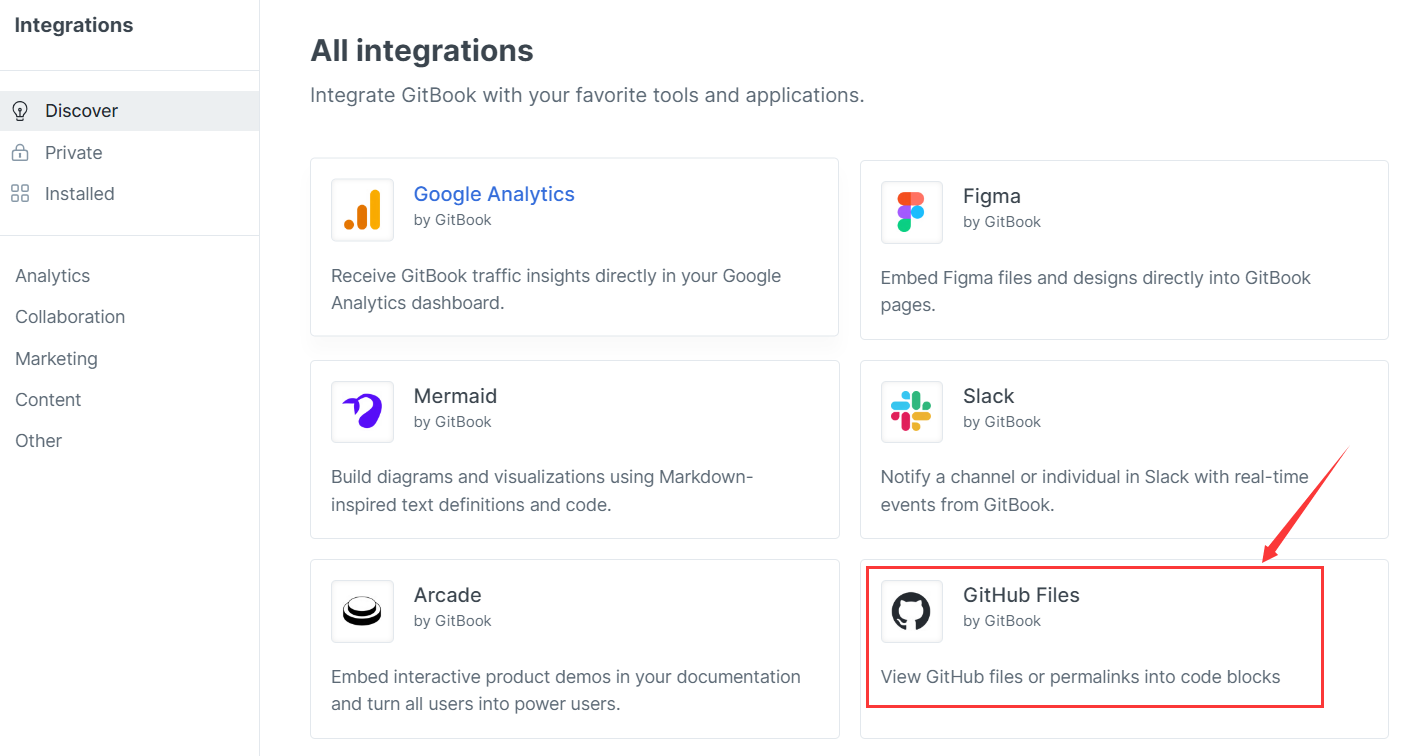 Integrations
Discover
Private
Installed
Analytics
Collaboration
Marketing
Content
Other
All integrations
Integrate GitBook with your favorite tools and applications.
Google Analytics
by GitBook
Receive GitBook traffic insights directly in your Google
Analytics dashboard.
Figma
by GitBook
Embed Figma files and designs directly into GitBook
pages.
Mermaid
by GitBook
Build diagrams and visualizations using Markdown-
inspired text definitions and code.
Slack
by GitBook
Notify a channel or individual in Slack with real-time
events from GitBook.
Arcade
by GitBook
Embed interactive product demos in your documentation
and turn all users into power users.
GitHub Files
by GitBook
View GitHub files or permalinks into code blocks